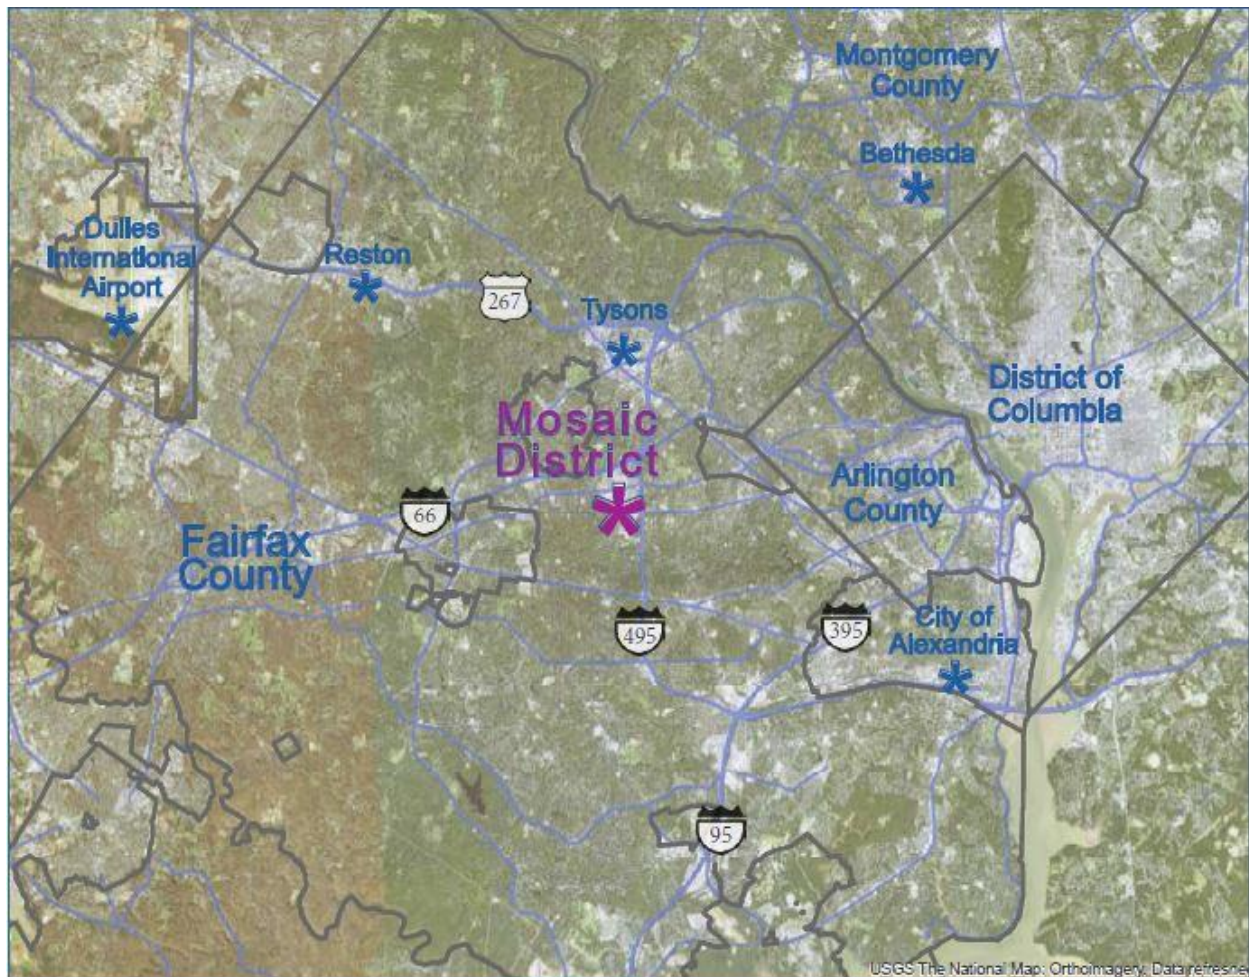 Montgomery
County
Bethesda
Dulles
International
Airport
Reston
267
Tysons
District of
Columbia
Mosaic
District
Arlington
County
66
Fairfax
County
495
395
City of
Alexandria
95
USGS The National Map: Orthoimagery. Data